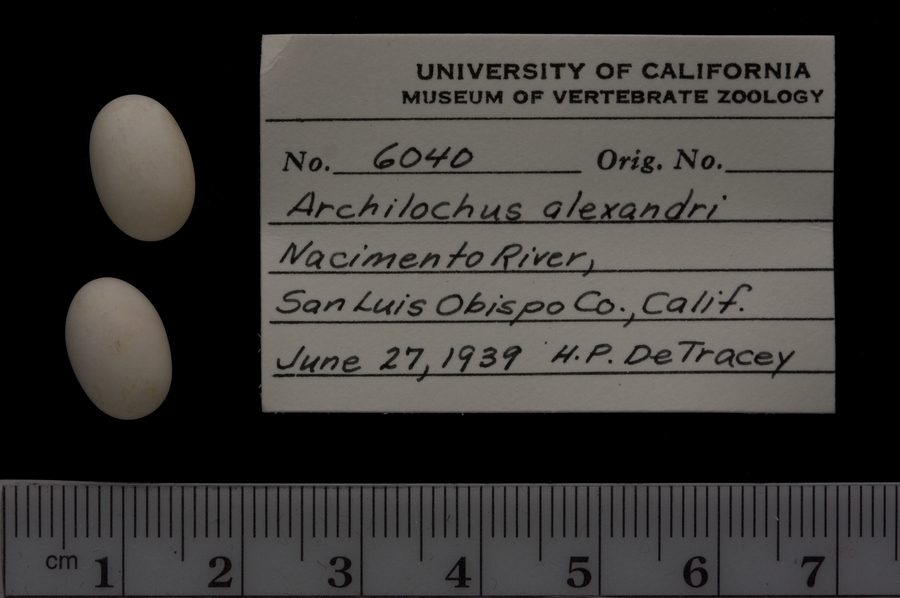 UNIVERSITY OF CALIFORNIA
MUSEUM OF VERTEBRATE ZOOLOGY
No. 6040 Orig. No.
Archilochus alexandri
Nacimento River,
San Luis Obispo Co., Calif.
June 27, 1939 H.P. DeTracey
cm 1 2 3 4 5 6 7